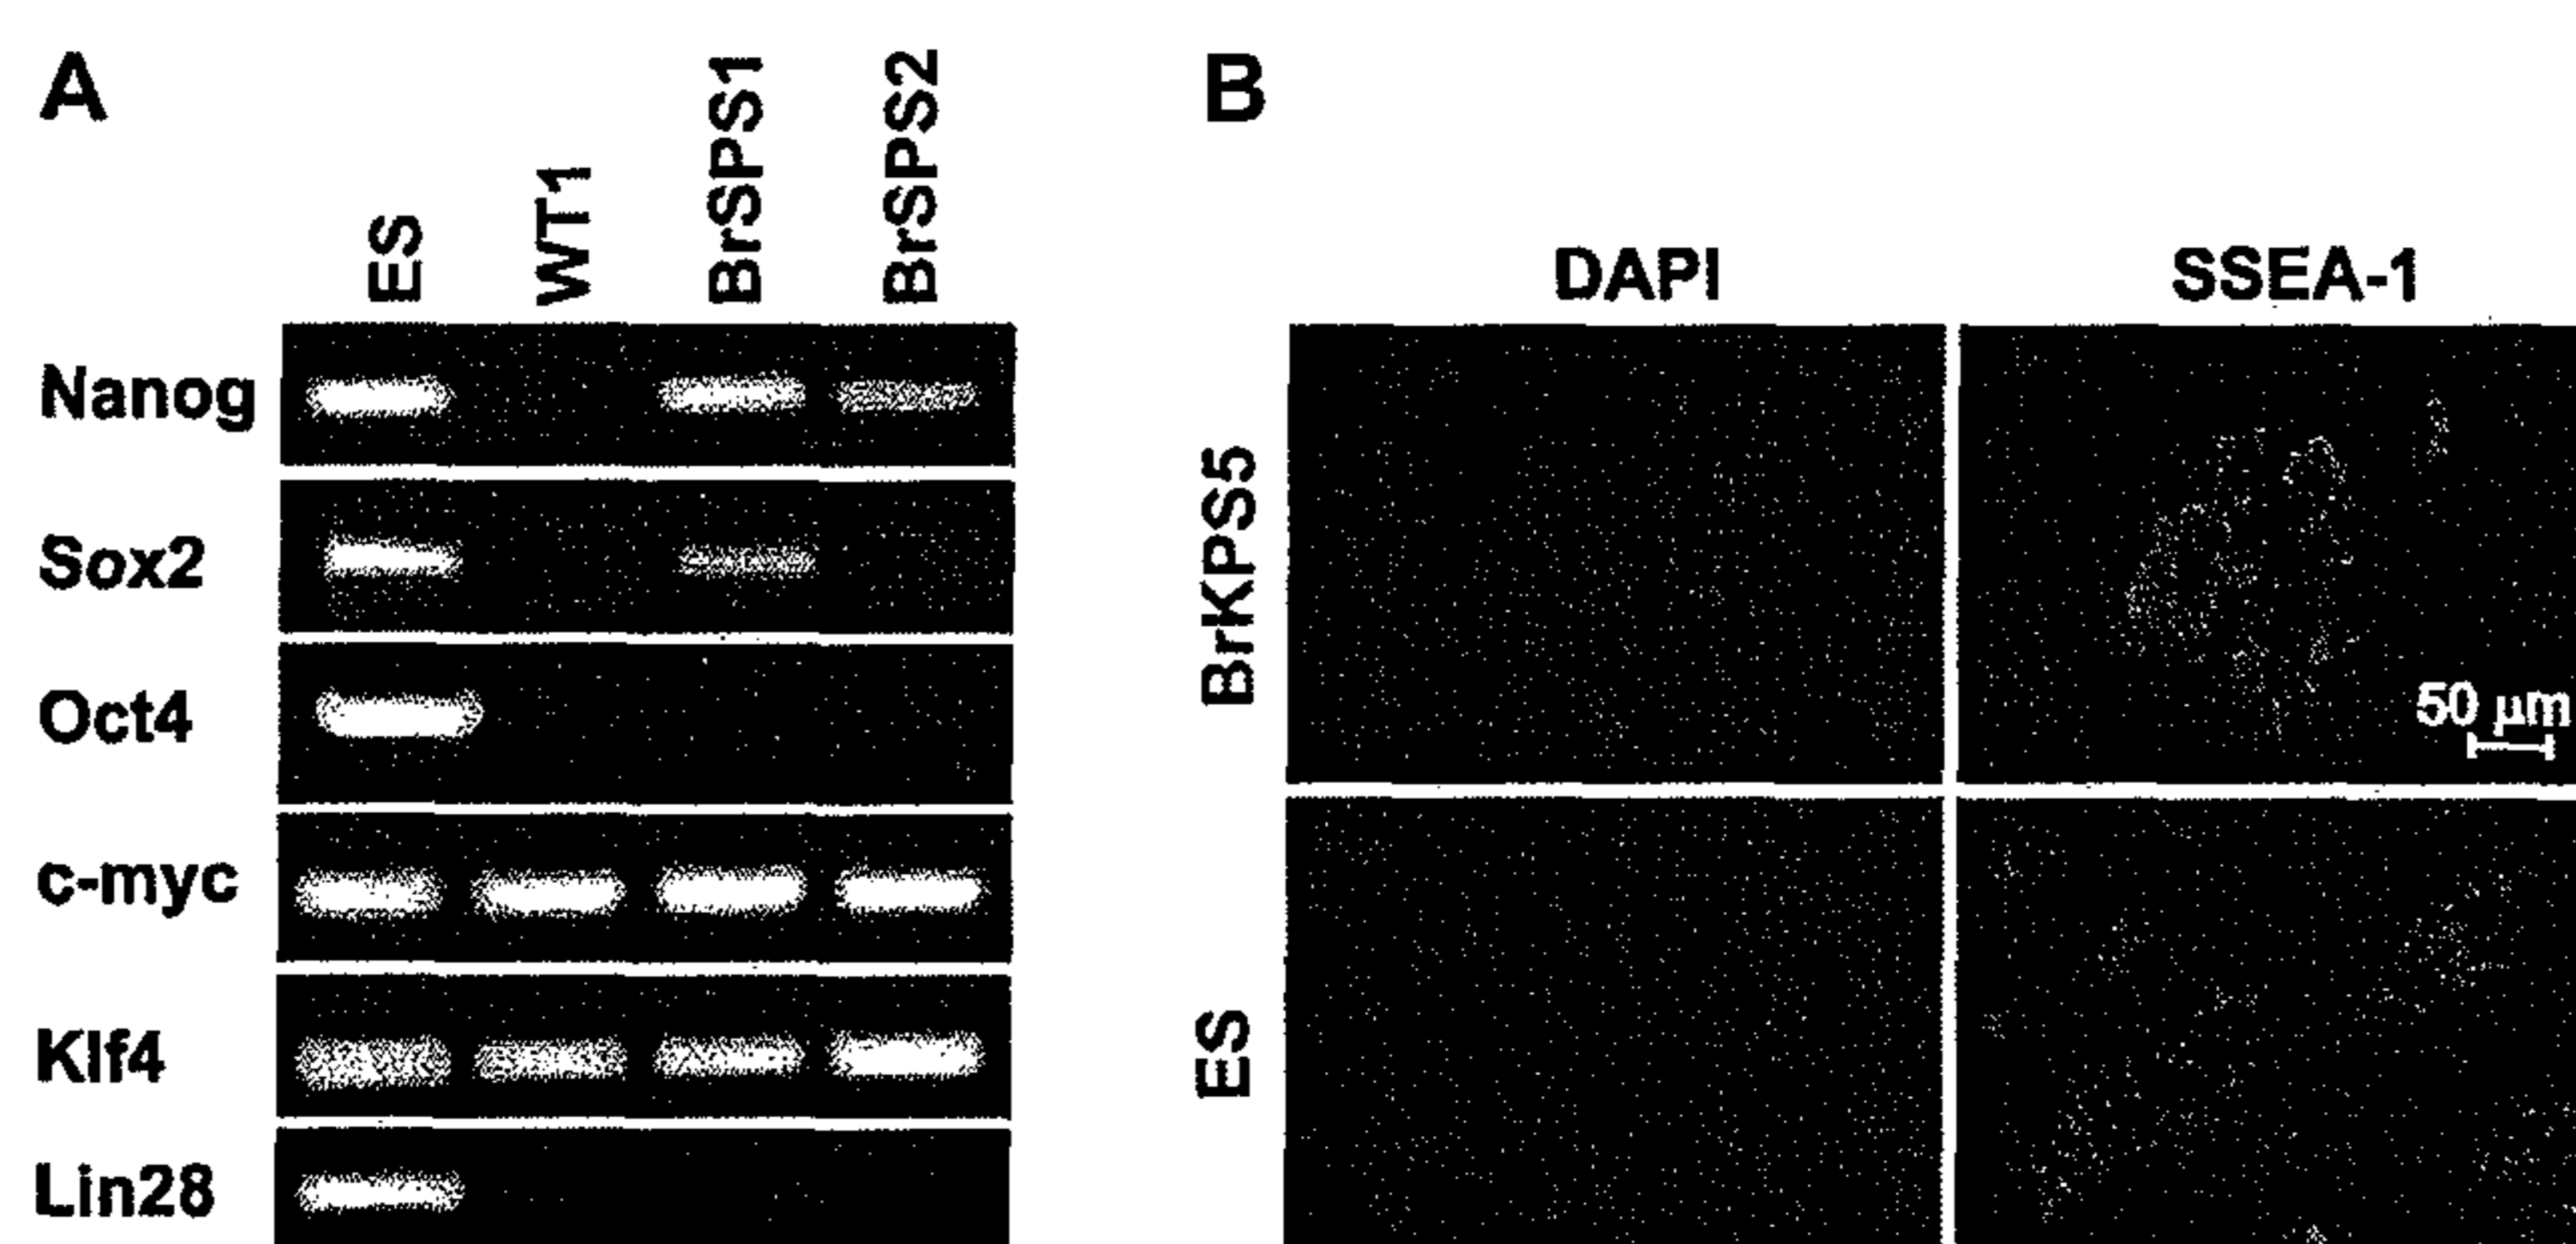 A
ES
WT1
BrSPS1
BrSPS2
Nanog
Sox2
Oct4
c-myc
Klf4
Lin28
B
DAPI
SSEA-1
BrKPS5
50 μm
ES